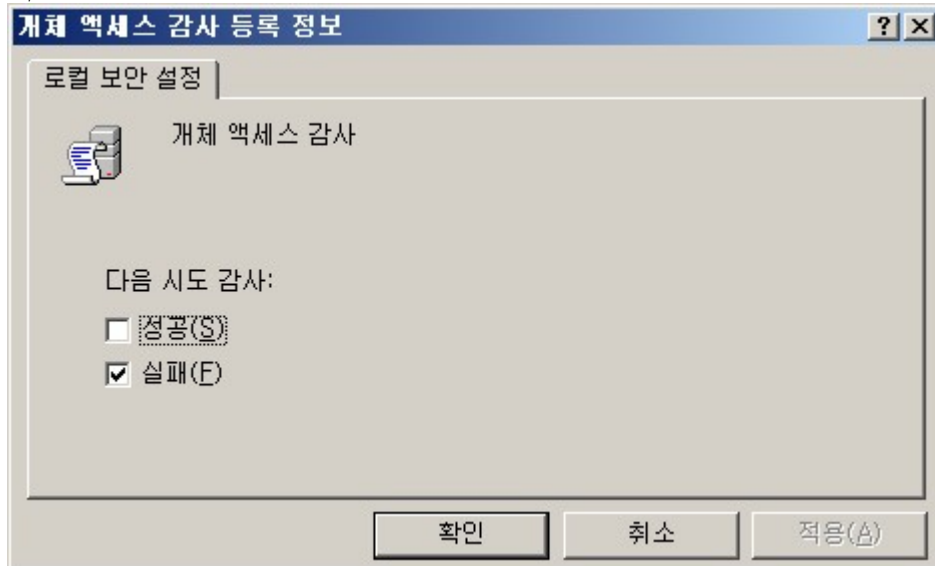 개체 액세스 감사 등록 정보
로컬 보안 설정
개체 액세스 감사
다음 시도 감사:
성공(S)
실패(F)
확인 취소 적용(A)